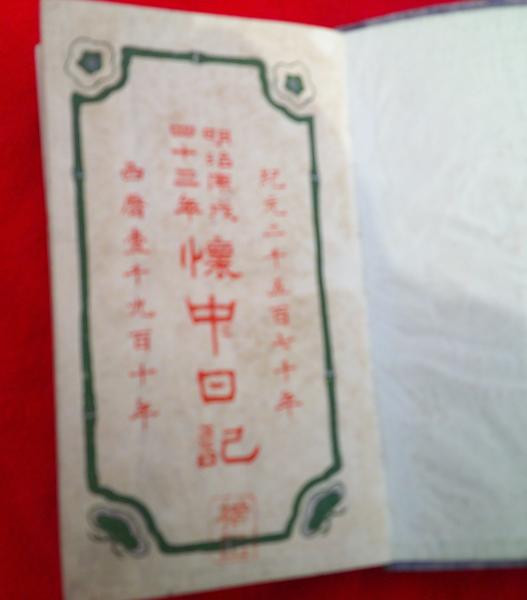 紀元二千五百七十年
明治庚戌
四十三年
懐中日記
西暦壹千九百十年